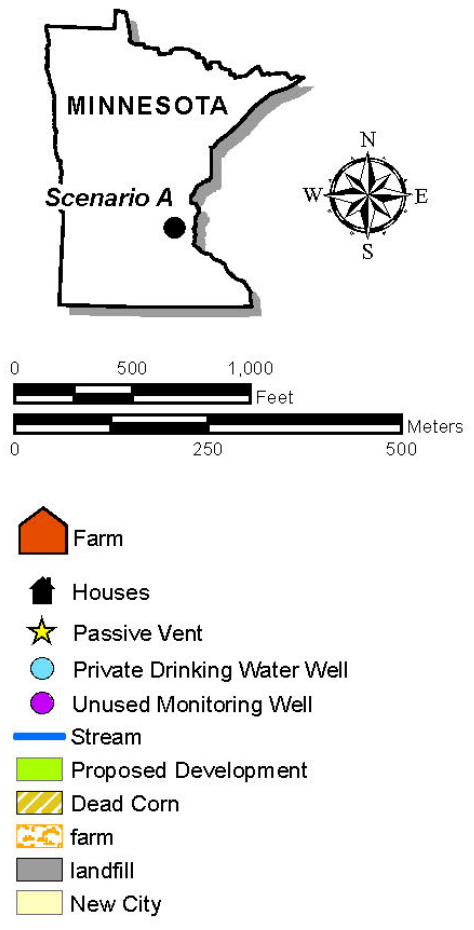 MINNESOTA
Scenario A
N
W E
S
0 500 1,000
Feet
Meters
0 250 500
Farm
Houses
Passive Vent
Private Drinking Water Well
Unused Monitoring Well
Stream
Proposed Development
Dead Corn
farm
landfill
New City